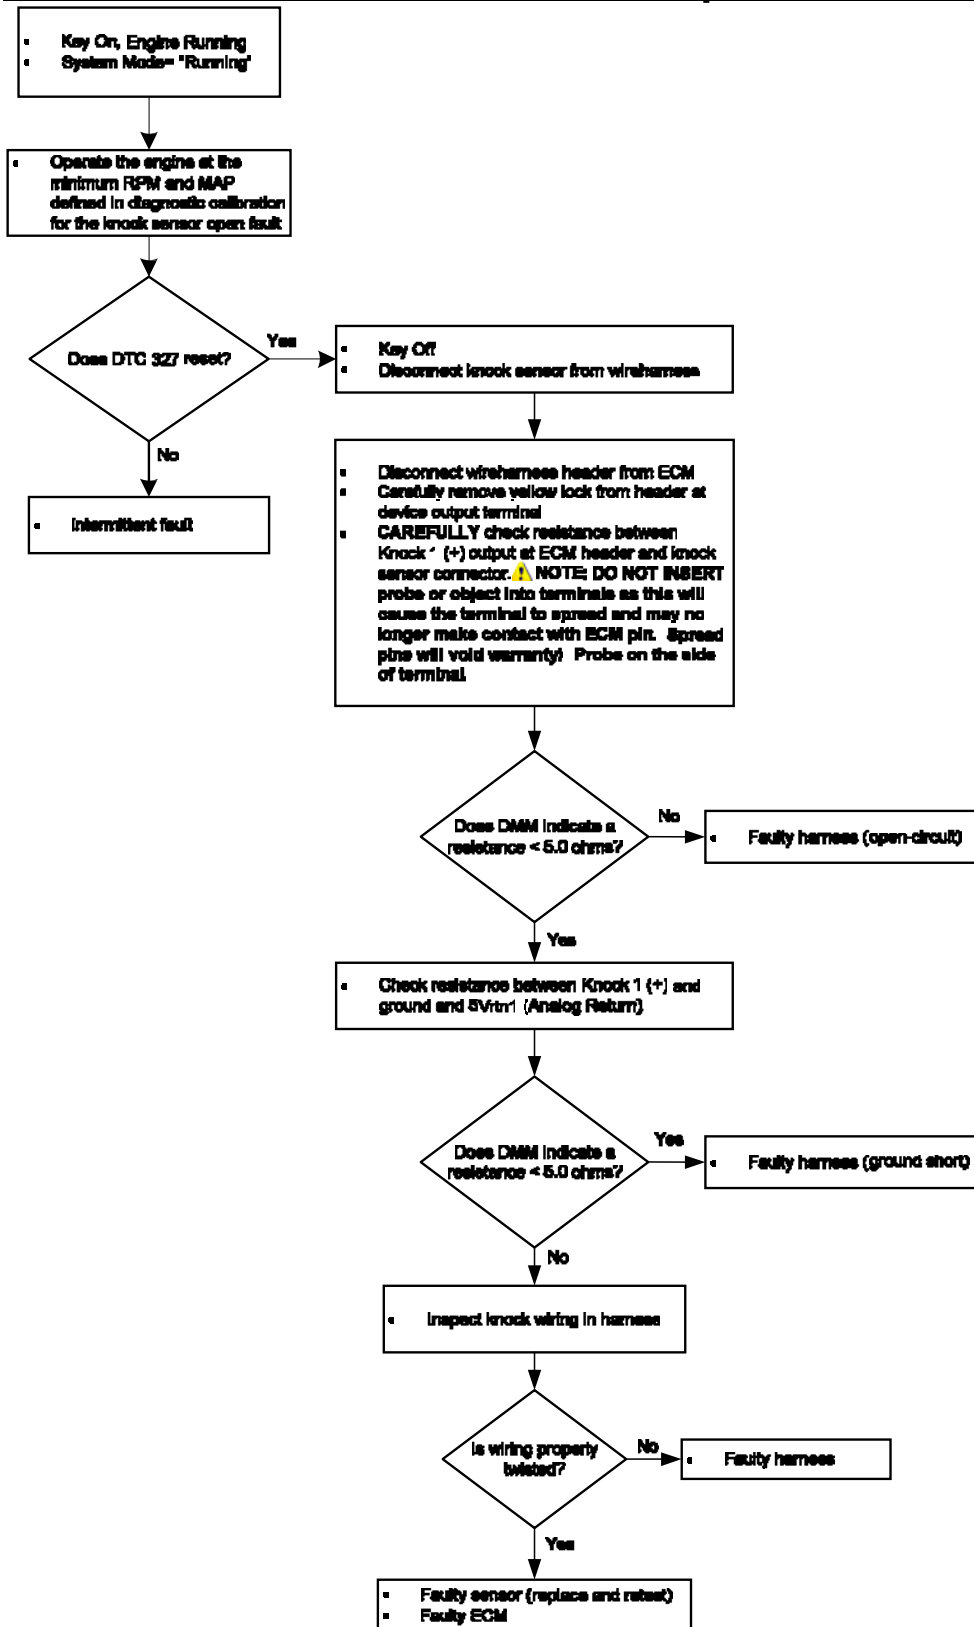 Key On, Engine Running
System Mode= "Running"
Operate the engine at the
minimum RPM and MAP
defined in diagnostic calibration
for the knock sensor open fault
Does DTC 327 reset?
Yes
Key Off
Disconnect knock sensor from wireharness
No
Intermittent fault
Disconnect wireharness header from ECM
Carefully remove yellow lock from header at
device output terminal
CAREFULLY check resistance between
Knock 1 (+) output at ECM header and knock
sensor connector. NOTE: DO NOT INSERT
probe or object into terminals as this will
cause the terminal to spread and may no
longer make contact with ECM pin. Spread
pins will void warranty! Probe on the side
of terminal.
Does DMM indicate a
resistance < 5.0 ohms?
No
Faulty harness (open-circuit)
Yes
Check resistance between Knock 1 (+) and
ground and 5Vrtn1 (Analog Return)
Does DMM indicate a
resistance < 5.0 ohms?
Yes
Faulty harness (ground short)
No
Inspect knock wiring in harness
Is wiring properly
twisted?
No
Faulty harness
Yes
Faulty sensor (replace and retest)
Faulty ECM